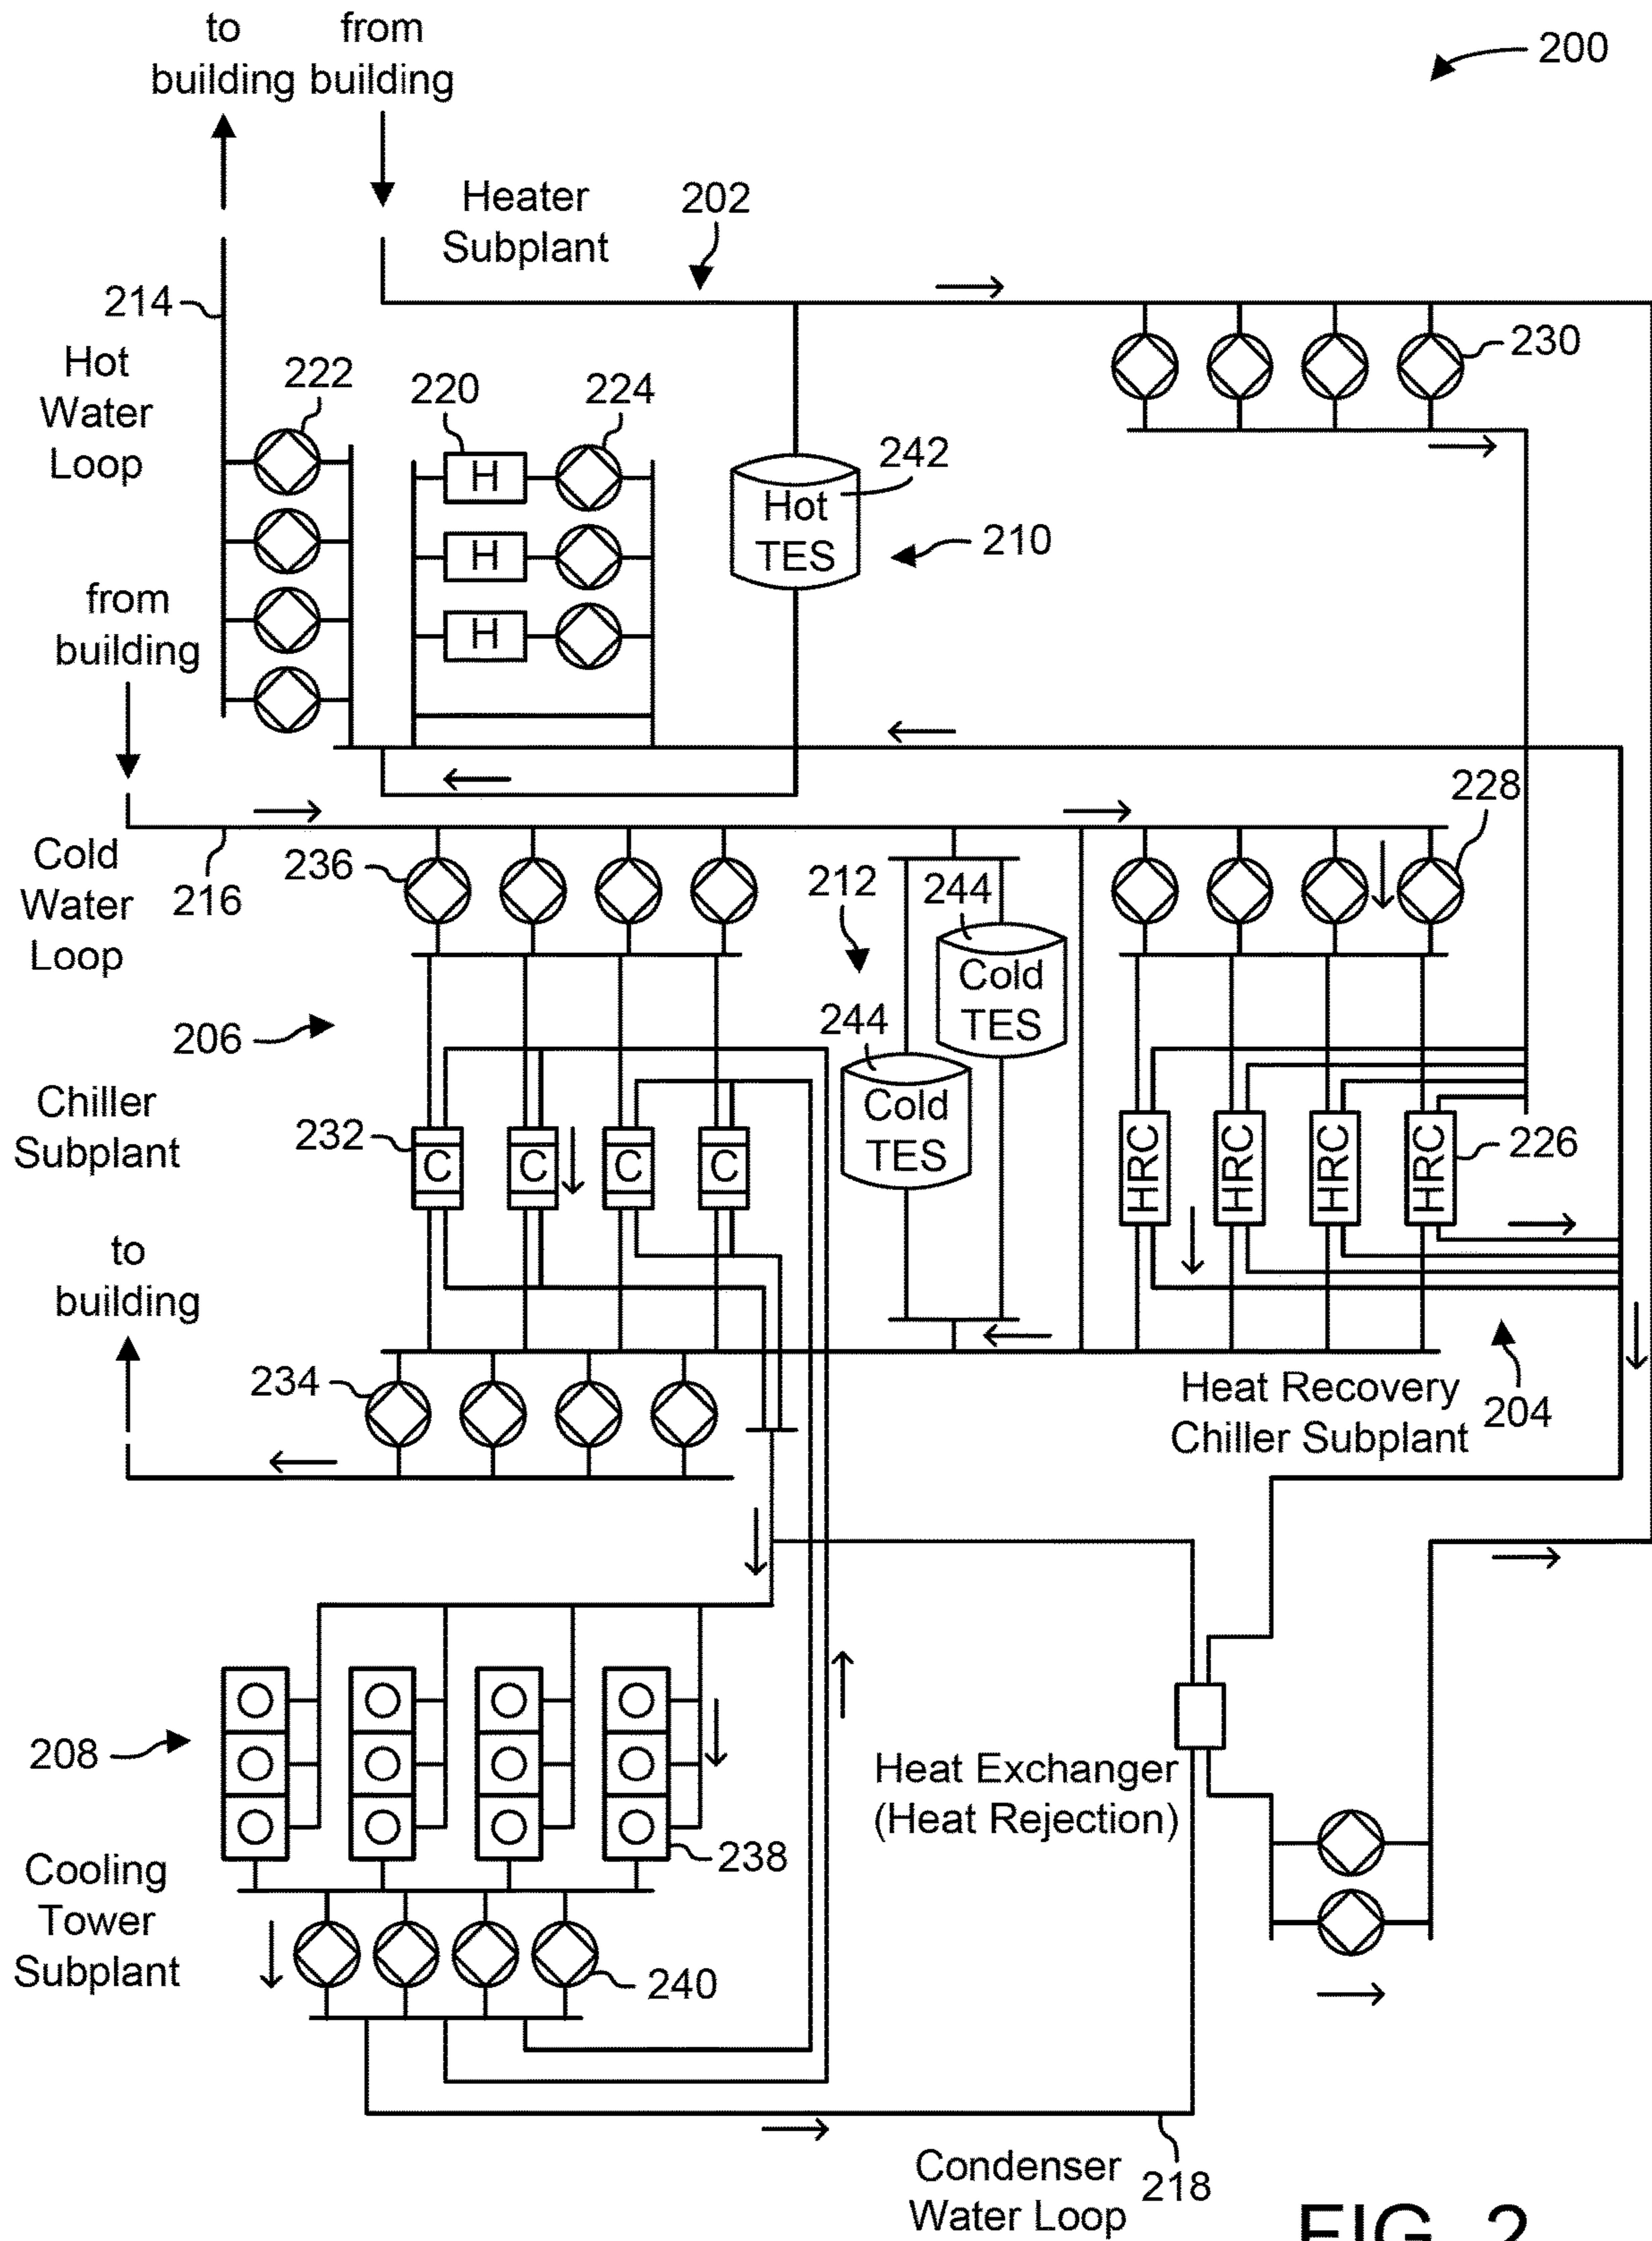 to
building
from
building
200
Heater
Subplant
202
214
Hot
Water
Loop
222
220
224
230
H
H
H
Hot
TES
242
210
from
building
228
Cold
Water
Loop
216
236
212
244
Cold
TES
244
Cold
TES
206
Chiller
Subplant
232
C
C
C
C
HRC
HRC
HRC
HRC
226
to
building
234
Heat Recovery
Chiller Subplant
204
208
Heat Exchanger
(Heat Rejection)
238
Cooling
Tower
Subplant
240
Condenser
Water Loop
218
FIG. 2